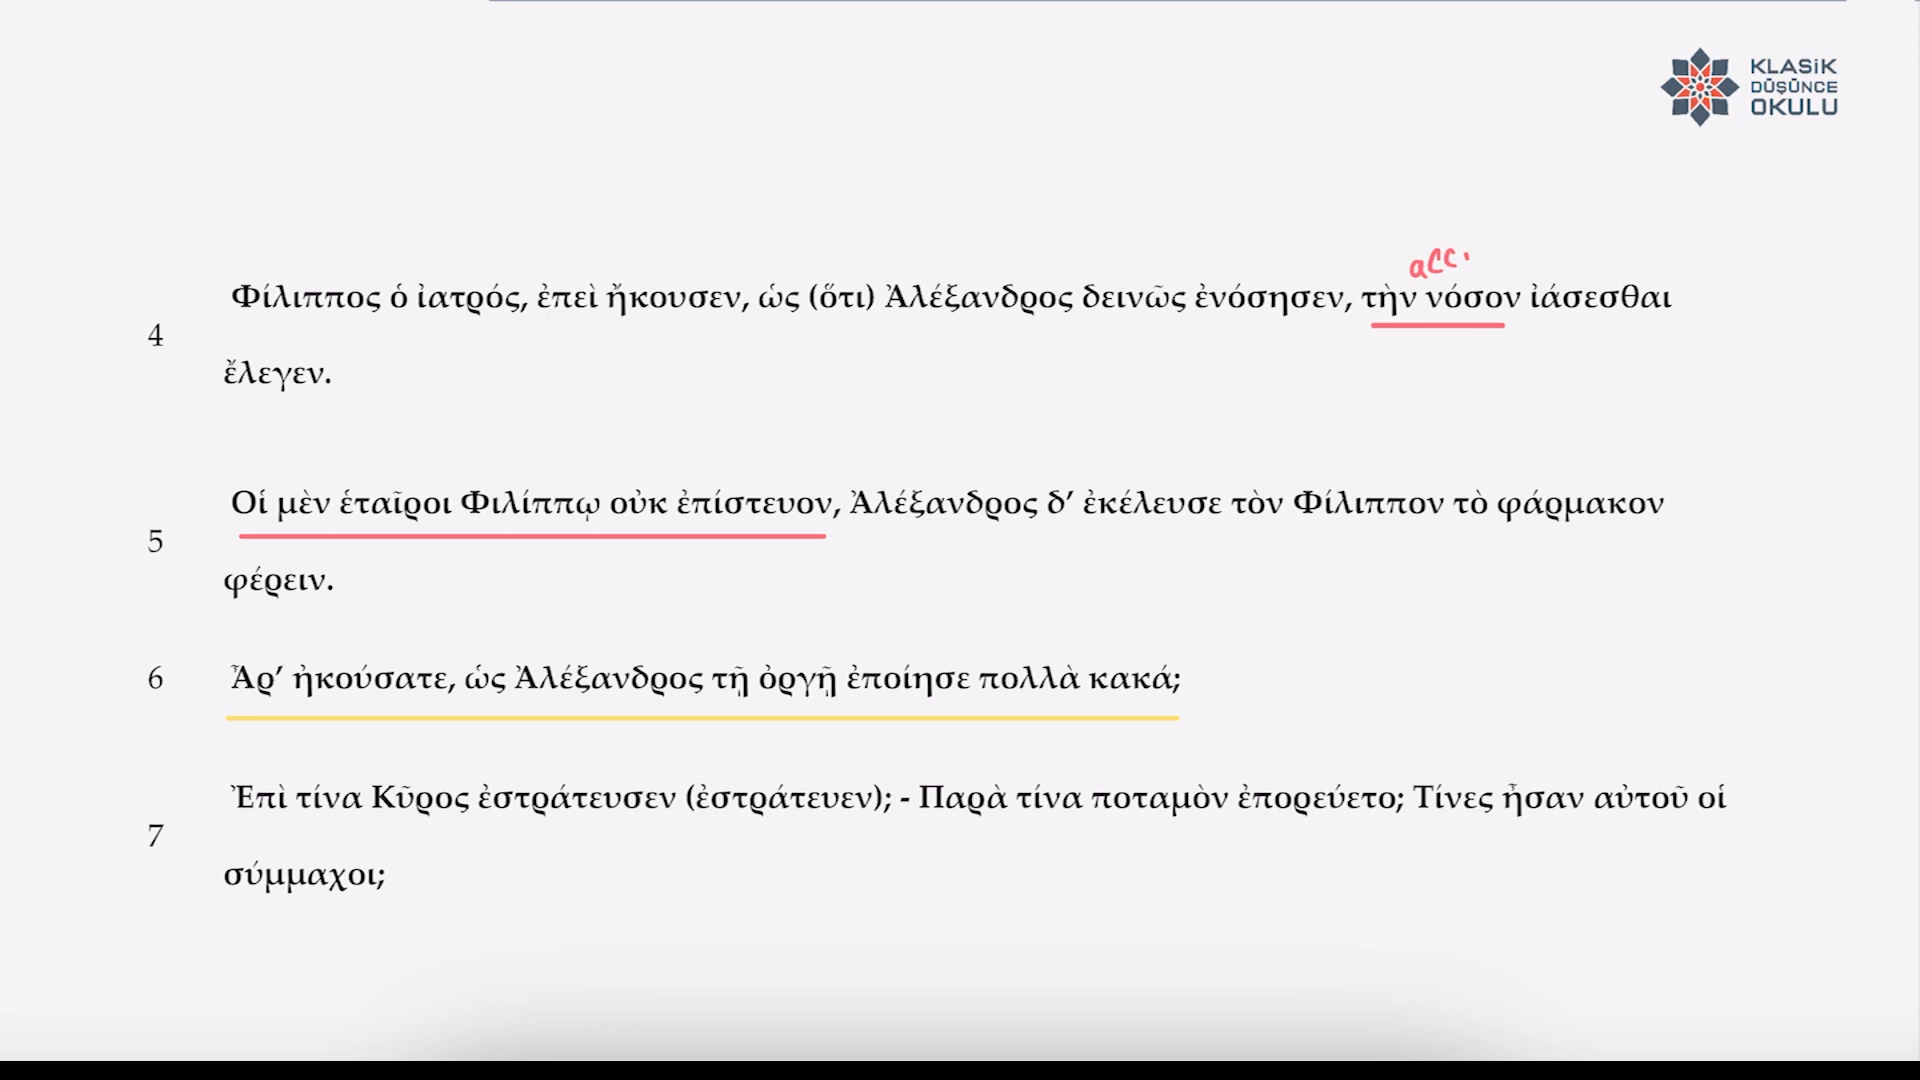 KLASİK
DÜŞÜNCE
OKULU
acc.
Φίλιππος ὁ ἰατρός, ἐπεὶ ἤκουσεν, ὡς (ὅτι) Ἀλέξανδρος δεινῶς ἐνόσησεν, τὴν νόσον ἰάσεσθαι
4
ἔλεγεν.
Οἱ μὲν ἑταῖροι Φιλίππῳ οὐκ ἐπίστευον, Ἀλέξανδρος δ’ ἐκέλευσε τὸν Φίλιππον τὸ φάρμακον
5
φέρειν.
6 Ἆρ’ ἠκούσατε, ὡς Ἀλέξανδρος τῇ ὀργῇ ἐποίησε πολλὰ κακά;
Ἐπὶ τίνα Κῦρος ἐστράτευσεν (ἐστράτευεν); - Παρὰ τίνα ποταμὸν ἐπορεύετο; Τίνες ἦσαν αὐτοῦ οἱ
7
σύμμαχοι;